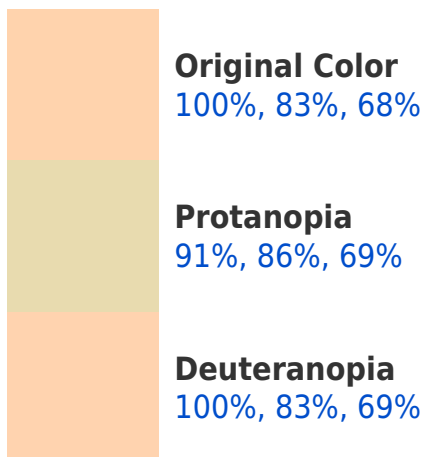 Original Color
100%, 83%, 68%
Protanopia
91%, 86%, 69%
Deuteranopia
100%, 83%, 69%